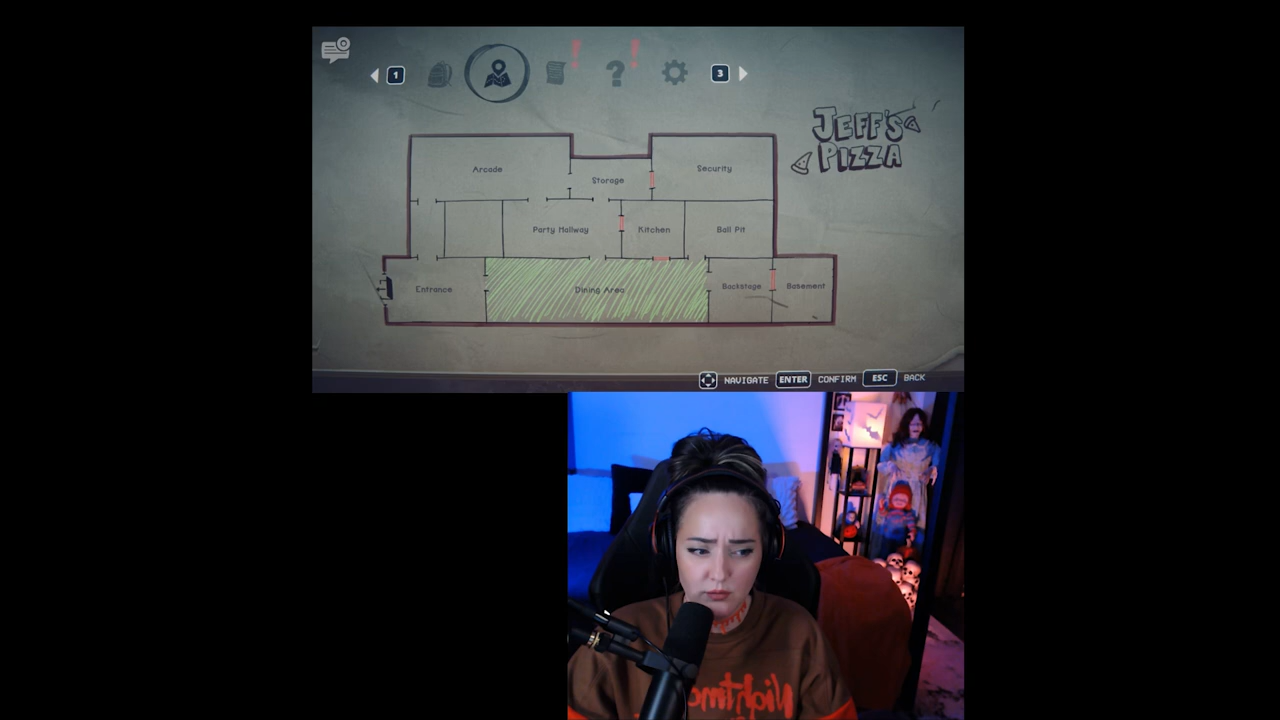 1
3
JEFF'S
PIZZA
Arcade
Storage
Security
Party Hallway
Kitchen
Ball Pit
Entrance
Dining Area
Backstage
Basement
NAVIGATE ENTER CONFIRM ESC BACK